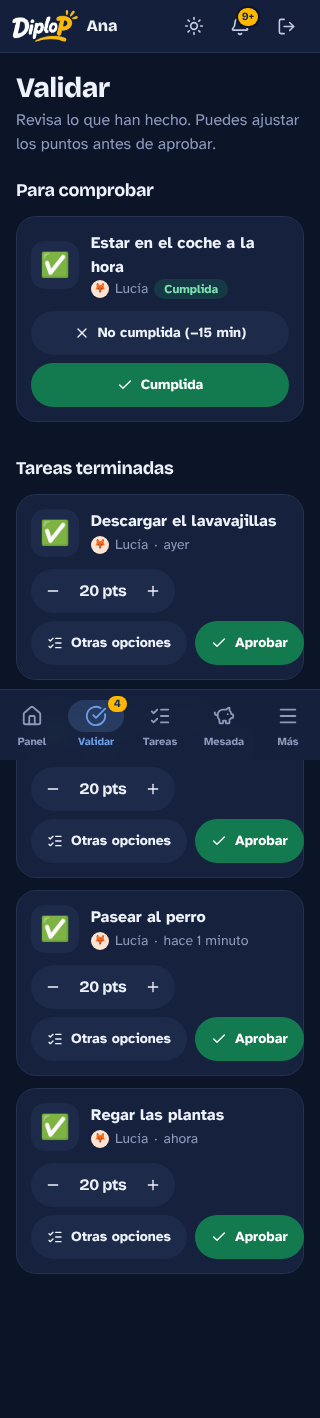 DiploP Ana 9+
Validar
Revisa lo que han hecho. Puedes ajustar
los puntos antes de aprobar.
Para comprobar
Estar en el coche a la
hora
Lucía Cumplida
No cumplida (−15 min)
Cumplida
Tareas terminadas
Descargar el lavavajillas
Lucía · ayer
− 20 pts +
Otras opciones Aprobar
4
Panel Validar Tareas Mesada Más
− 20 pts +
Otras opciones Aprobar
Pasear al perro
Lucía · hace 1 minuto
− 20 pts +
Otras opciones Aprobar
Regar las plantas
Lucía · ahora
− 20 pts +
Otras opciones Aprobar